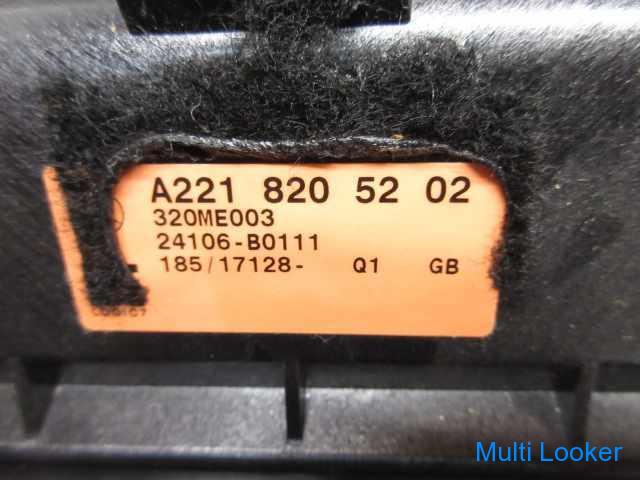 A221 820 52 02
320ME003
24106-B0111
185/17128- Q1 GB
Multi Looker